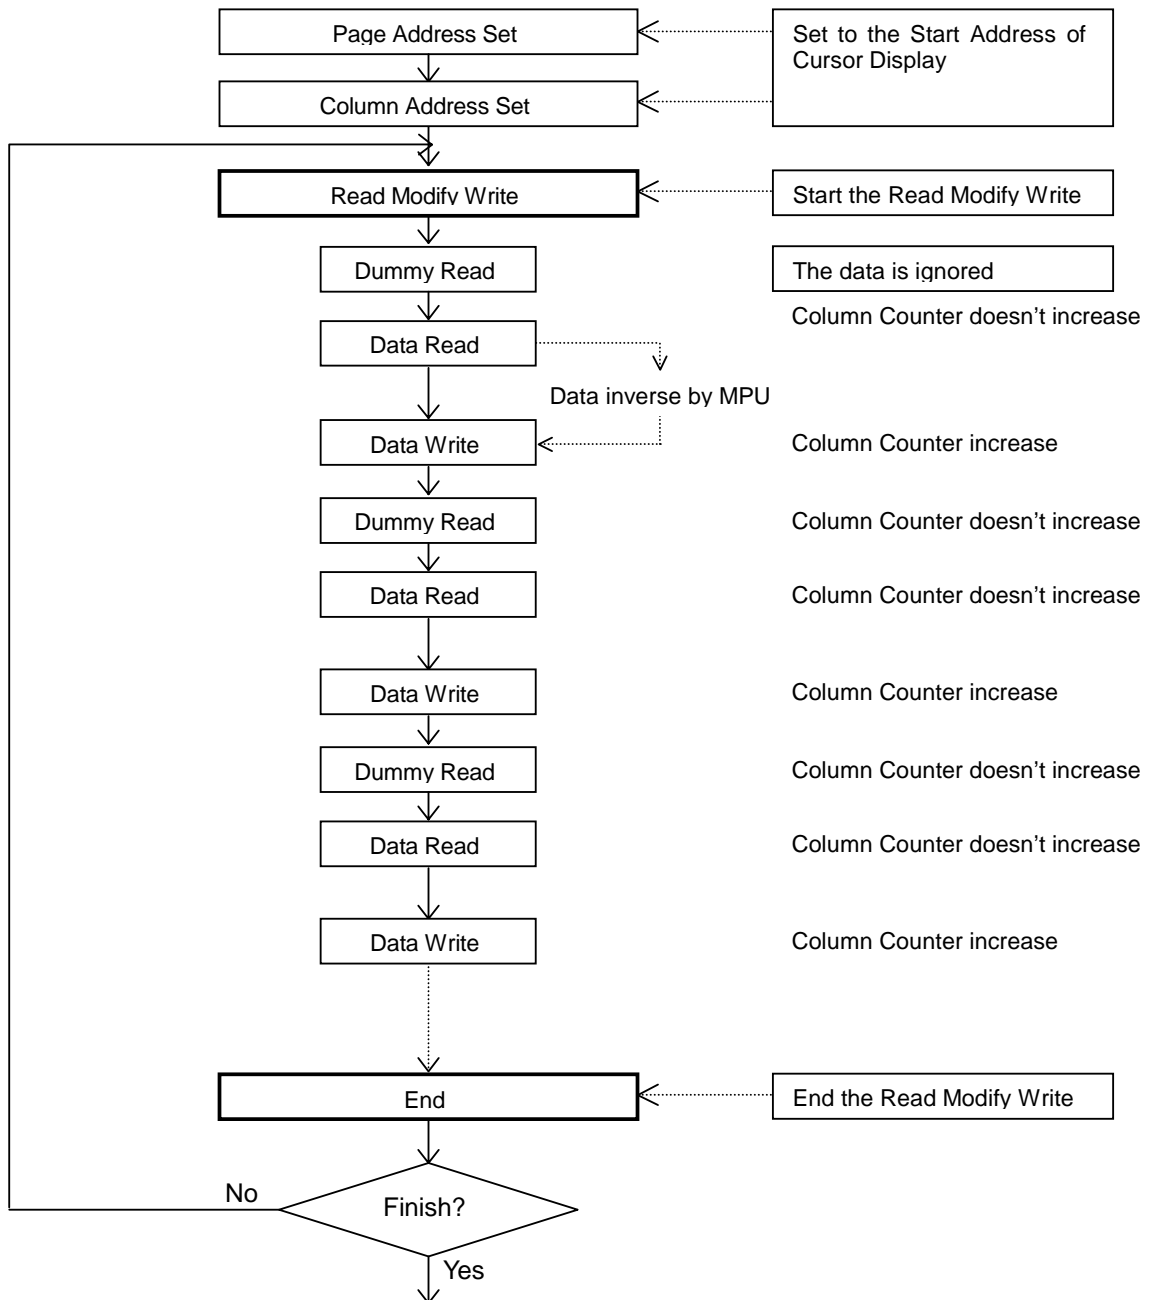 Page Address Set
Set to the Start Address of
Cursor Display
Column Address Set
Read Modify Write
Start the Read Modify Write
Dummy Read
The data is ignored
Column Counter doesn't increase
Data Read
Data inverse by MPU
Data Write
Column Counter increase
Dummy Read
Column Counter doesn't increase
Data Read
Column Counter doesn't increase
Data Write
Column Counter increase
Dummy Read
Column Counter doesn't increase
Data Read
Column Counter doesn't increase
Data Write
Column Counter increase
End
End the Read Modify Write
No
Finish?
Yes